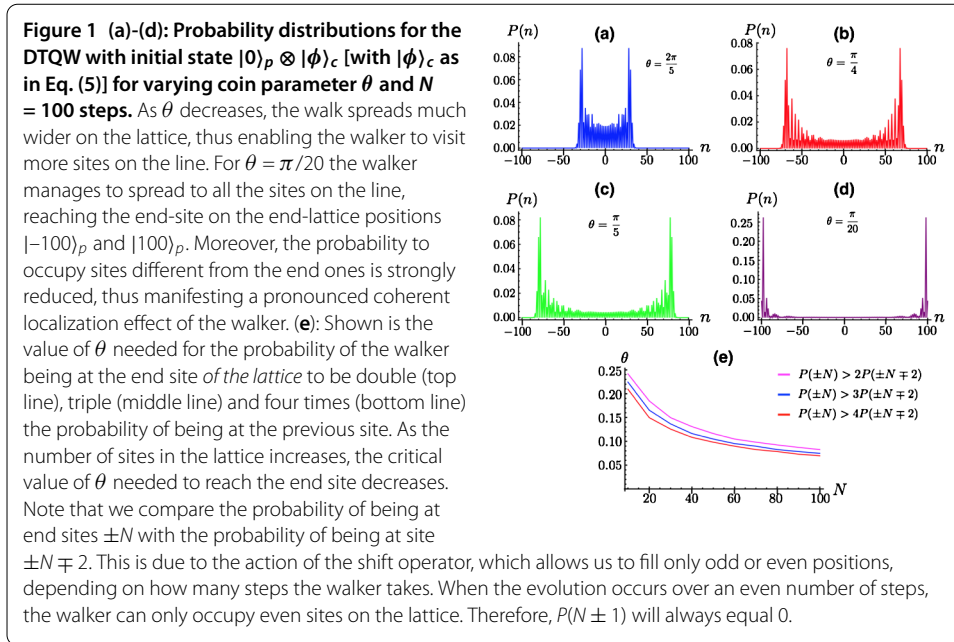 Figure 1 (a)-(d): Probability distributions for the
DTQW with initial state |0⟩p ⊗ |ϕ⟩c [with |ϕ⟩c as
in Eq. (5)] for varying coin parameter θ and N
= 100 steps. As θ decreases, the walk spreads much
wider on the lattice, thus enabling the walker to visit
more sites on the line. For θ = π/20 the walker
manages to spread to all the sites on the line,
reaching the end-site on the end-lattice positions
|−100⟩p and |100⟩p. Moreover, the probability to
occupy sites different from the end ones is strongly
reduced, thus manifesting a pronounced coherent
localization effect of the walker. (e): Shown is the
value of θ needed for the probability of the walker
being at the end site of the lattice to be double (top
line), triple (middle line) and four times (bottom line)
the probability of being at the previous site. As the
number of sites in the lattice increases, the critical
value of θ needed to reach the end site decreases.
Note that we compare the probability of being at
end sites ±N with the probability of being at site
±N ∓ 2. This is due to the action of the shift operator, which allows us to fill only odd or even positions,
depending on how many steps the walker takes. When the evolution occurs over an even number of steps,
the walker can only occupy even sites on the lattice. Therefore, P(N ± 1) will always equal 0.
P(n)
(a)
θ = 2π/5
0.08
0.06
0.04
0.02
0.00
−100 −50 0 50 100 n
P(n)
(b)
θ = π/4
0.08
0.06
0.04
0.02
0.00
−100 −50 0 50 100 n
P(n)
(c)
θ = π/5
0.08
0.06
0.04
0.02
0.00
−100 −50 0 50 100 n
P(n)
(d)
θ = π/20
0.25
0.20
0.15
0.10
0.05
0.00
−100 −50 0 50 100 n
θ
(e)
0.25
0.20
0.15
0.10
0.05
20 40 60 80 100 N
P(±N) > 2P(±N ∓ 2)
P(±N) > 3P(±N ∓ 2)
P(±N) > 4P(±N ∓ 2)